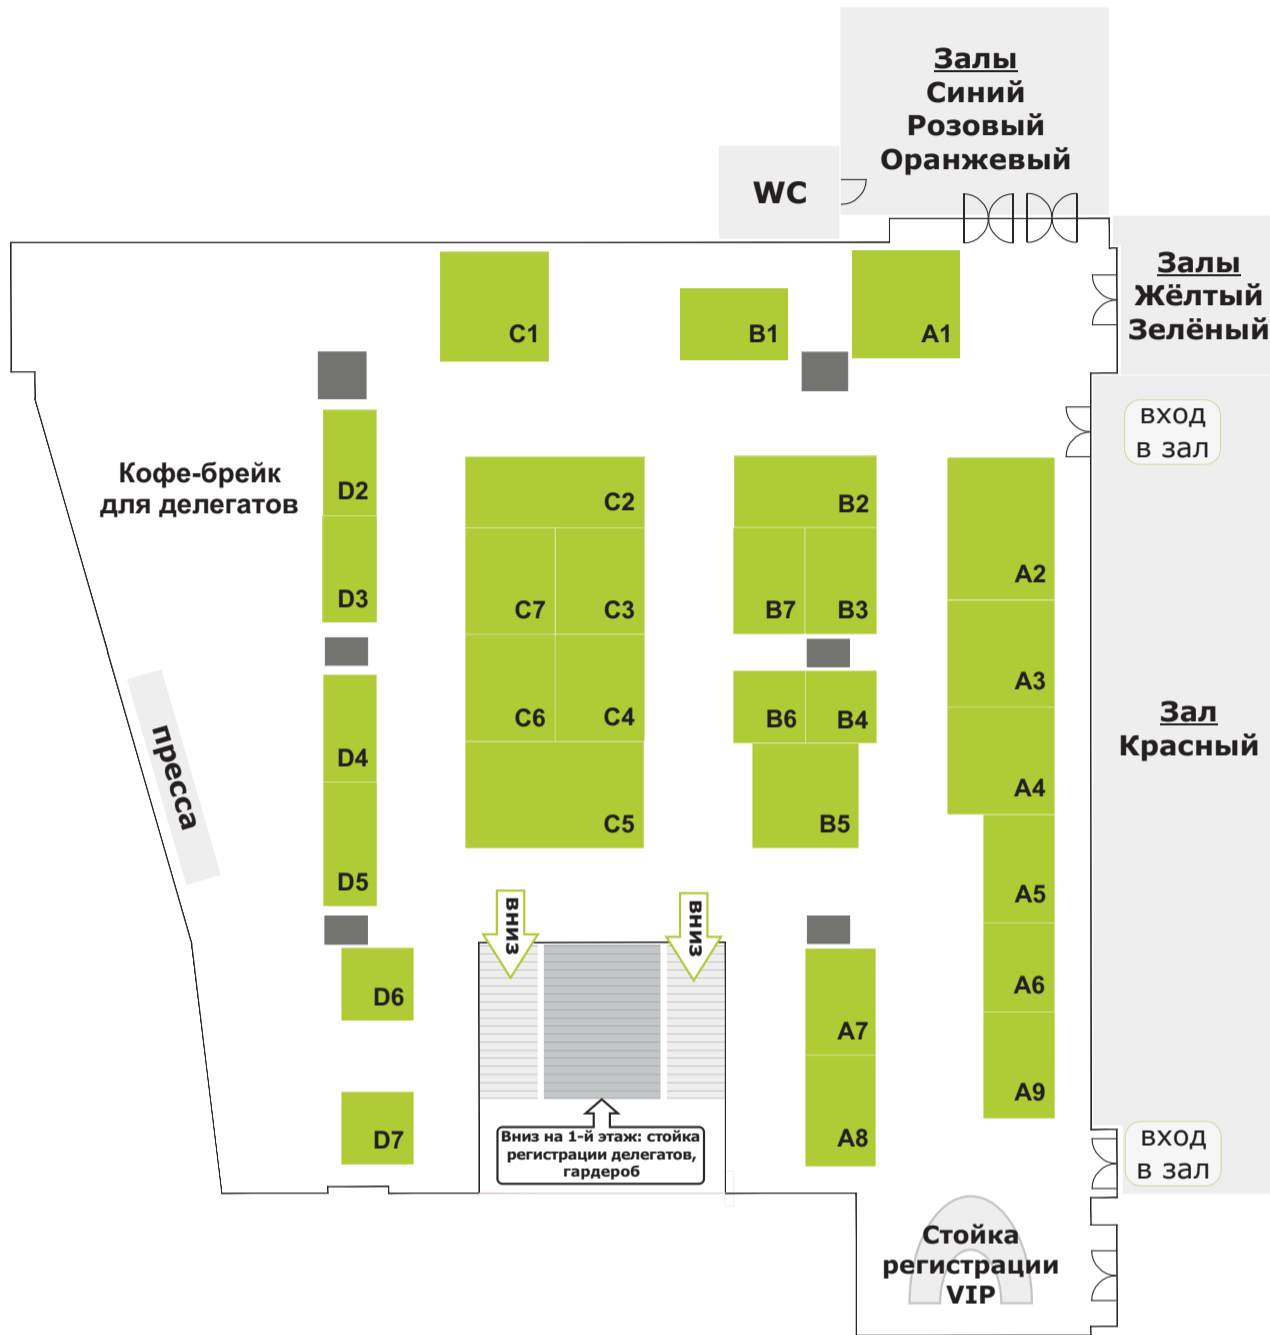 Залы
Синий
Розовый
Оранжевый
WC
Залы
Жёлтый
Зелёный
C1
B1
A1
вход
в зал
Кофе-брейк
для делегатов
D2
C2
B2
A2
D3
C7
C3
B7
B3
A3
Зал
Красный
пресса
D4
C6
C4
B6
B4
A4
D5
C5
B5
A5
вниз
вниз
D6
A6
A7
A9
D7
A8
Вниз на 1-й этаж: стойка
регистрации делегатов,
гардероб
вход
в зал
Стойка
регистрации
VIP